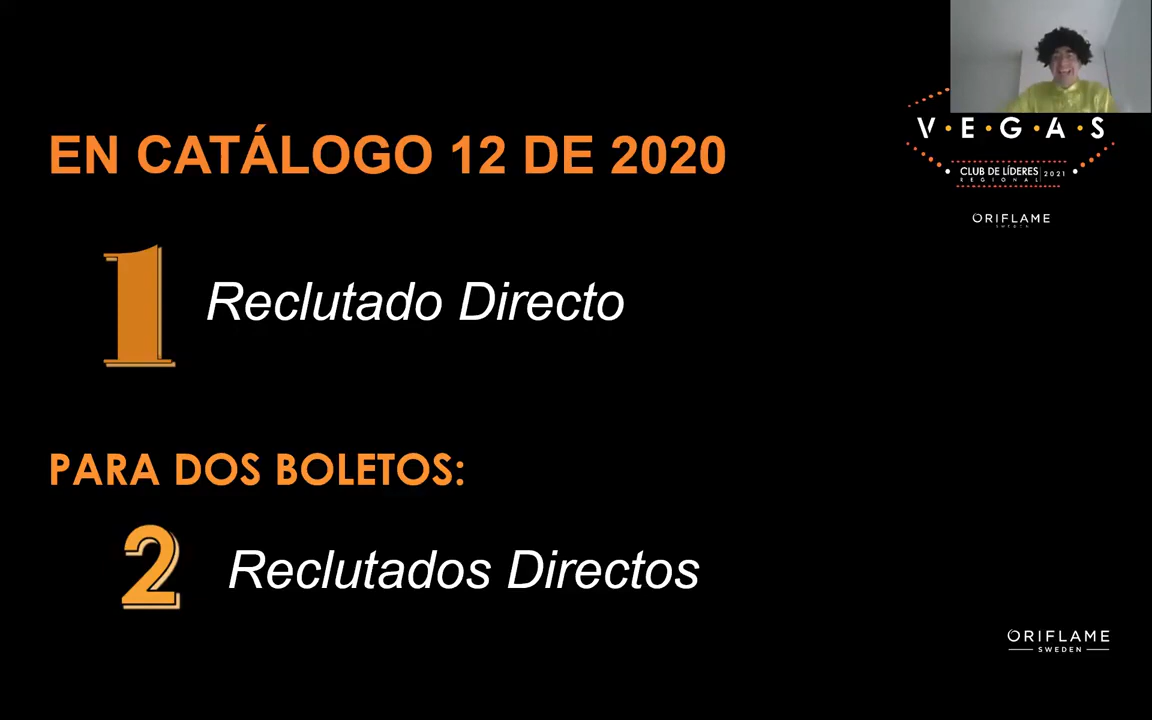 EN CATÁLOGO 12 DE 2020
V·E·G·A·S
CLUB DE LÍDERES
REGIONAL
2021
ORIFLAME
SWEDEN
1
Reclutado Directo
PARA DOS BOLETOS:
2
Reclutados Directos
ORIFLAME
SWEDEN